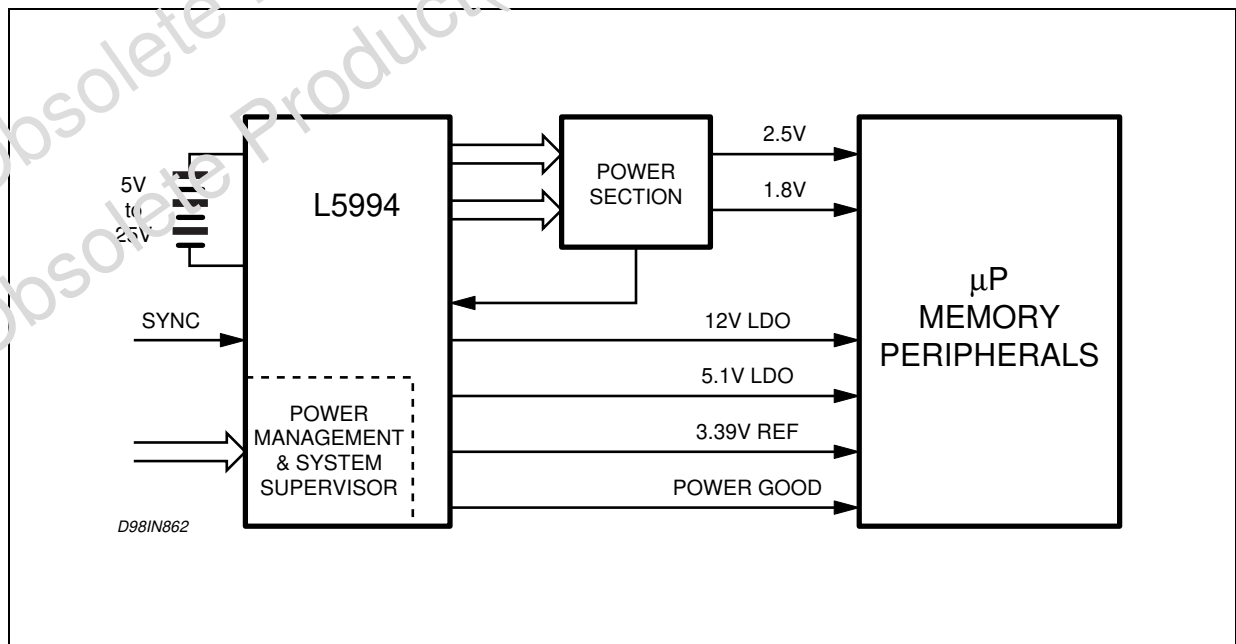 Obsolete
Obsolete Product(
5V
to
25V
L5994
POWER
SECTION
2.5V
1.8V
SYNC
12V LDO
5.1V LDO
3.39V REF
POWER GOOD
POWER
MANAGEMENT
& SYSTEM
SUPERVISOR
μP
MEMORY
PERIPHERALS
D98IN862